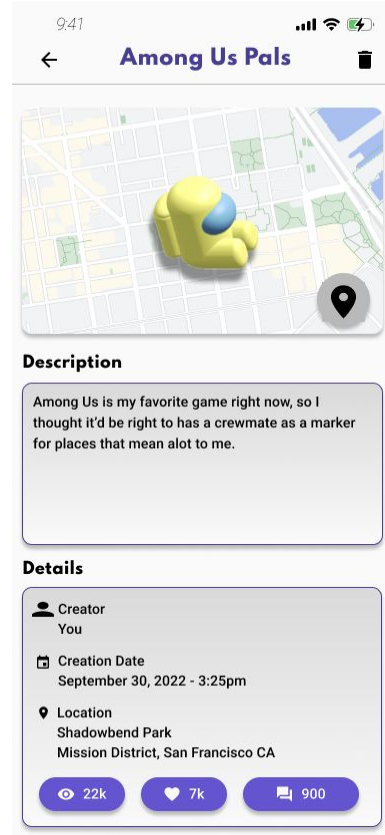 9:41
Among Us Pals
Description
Among Us is my favorite game right now, so I
thought it'd be right to has a crewmate as a marker
for places that mean alot to me.
Details
Creator
You
Creation Date
September 30, 2022 - 3:25pm
Location
Shadowbend Park
Mission District, San Francisco CA
22k 7k 900